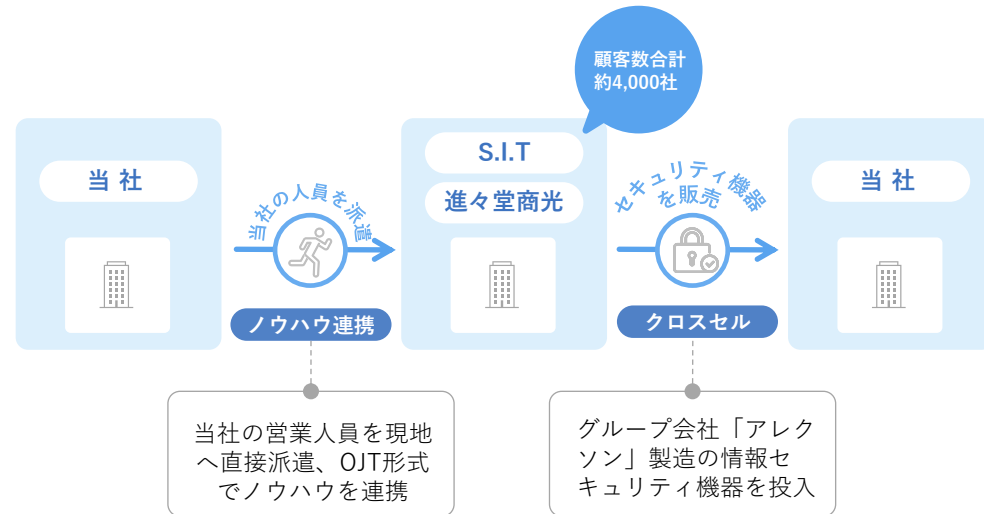 顧客数合計
約4,000社
当社
当社の人員を派遣
ノウハウ連携
S.I.T
進々堂商光
セキュリティ機器
を販売
クロスセル
当社
当社の営業人員を現地
へ直接派遣、OJT形式
でノウハウを連携
グループ会社「アレク
ソン」製造の情報セ
キュリティ機器を投入